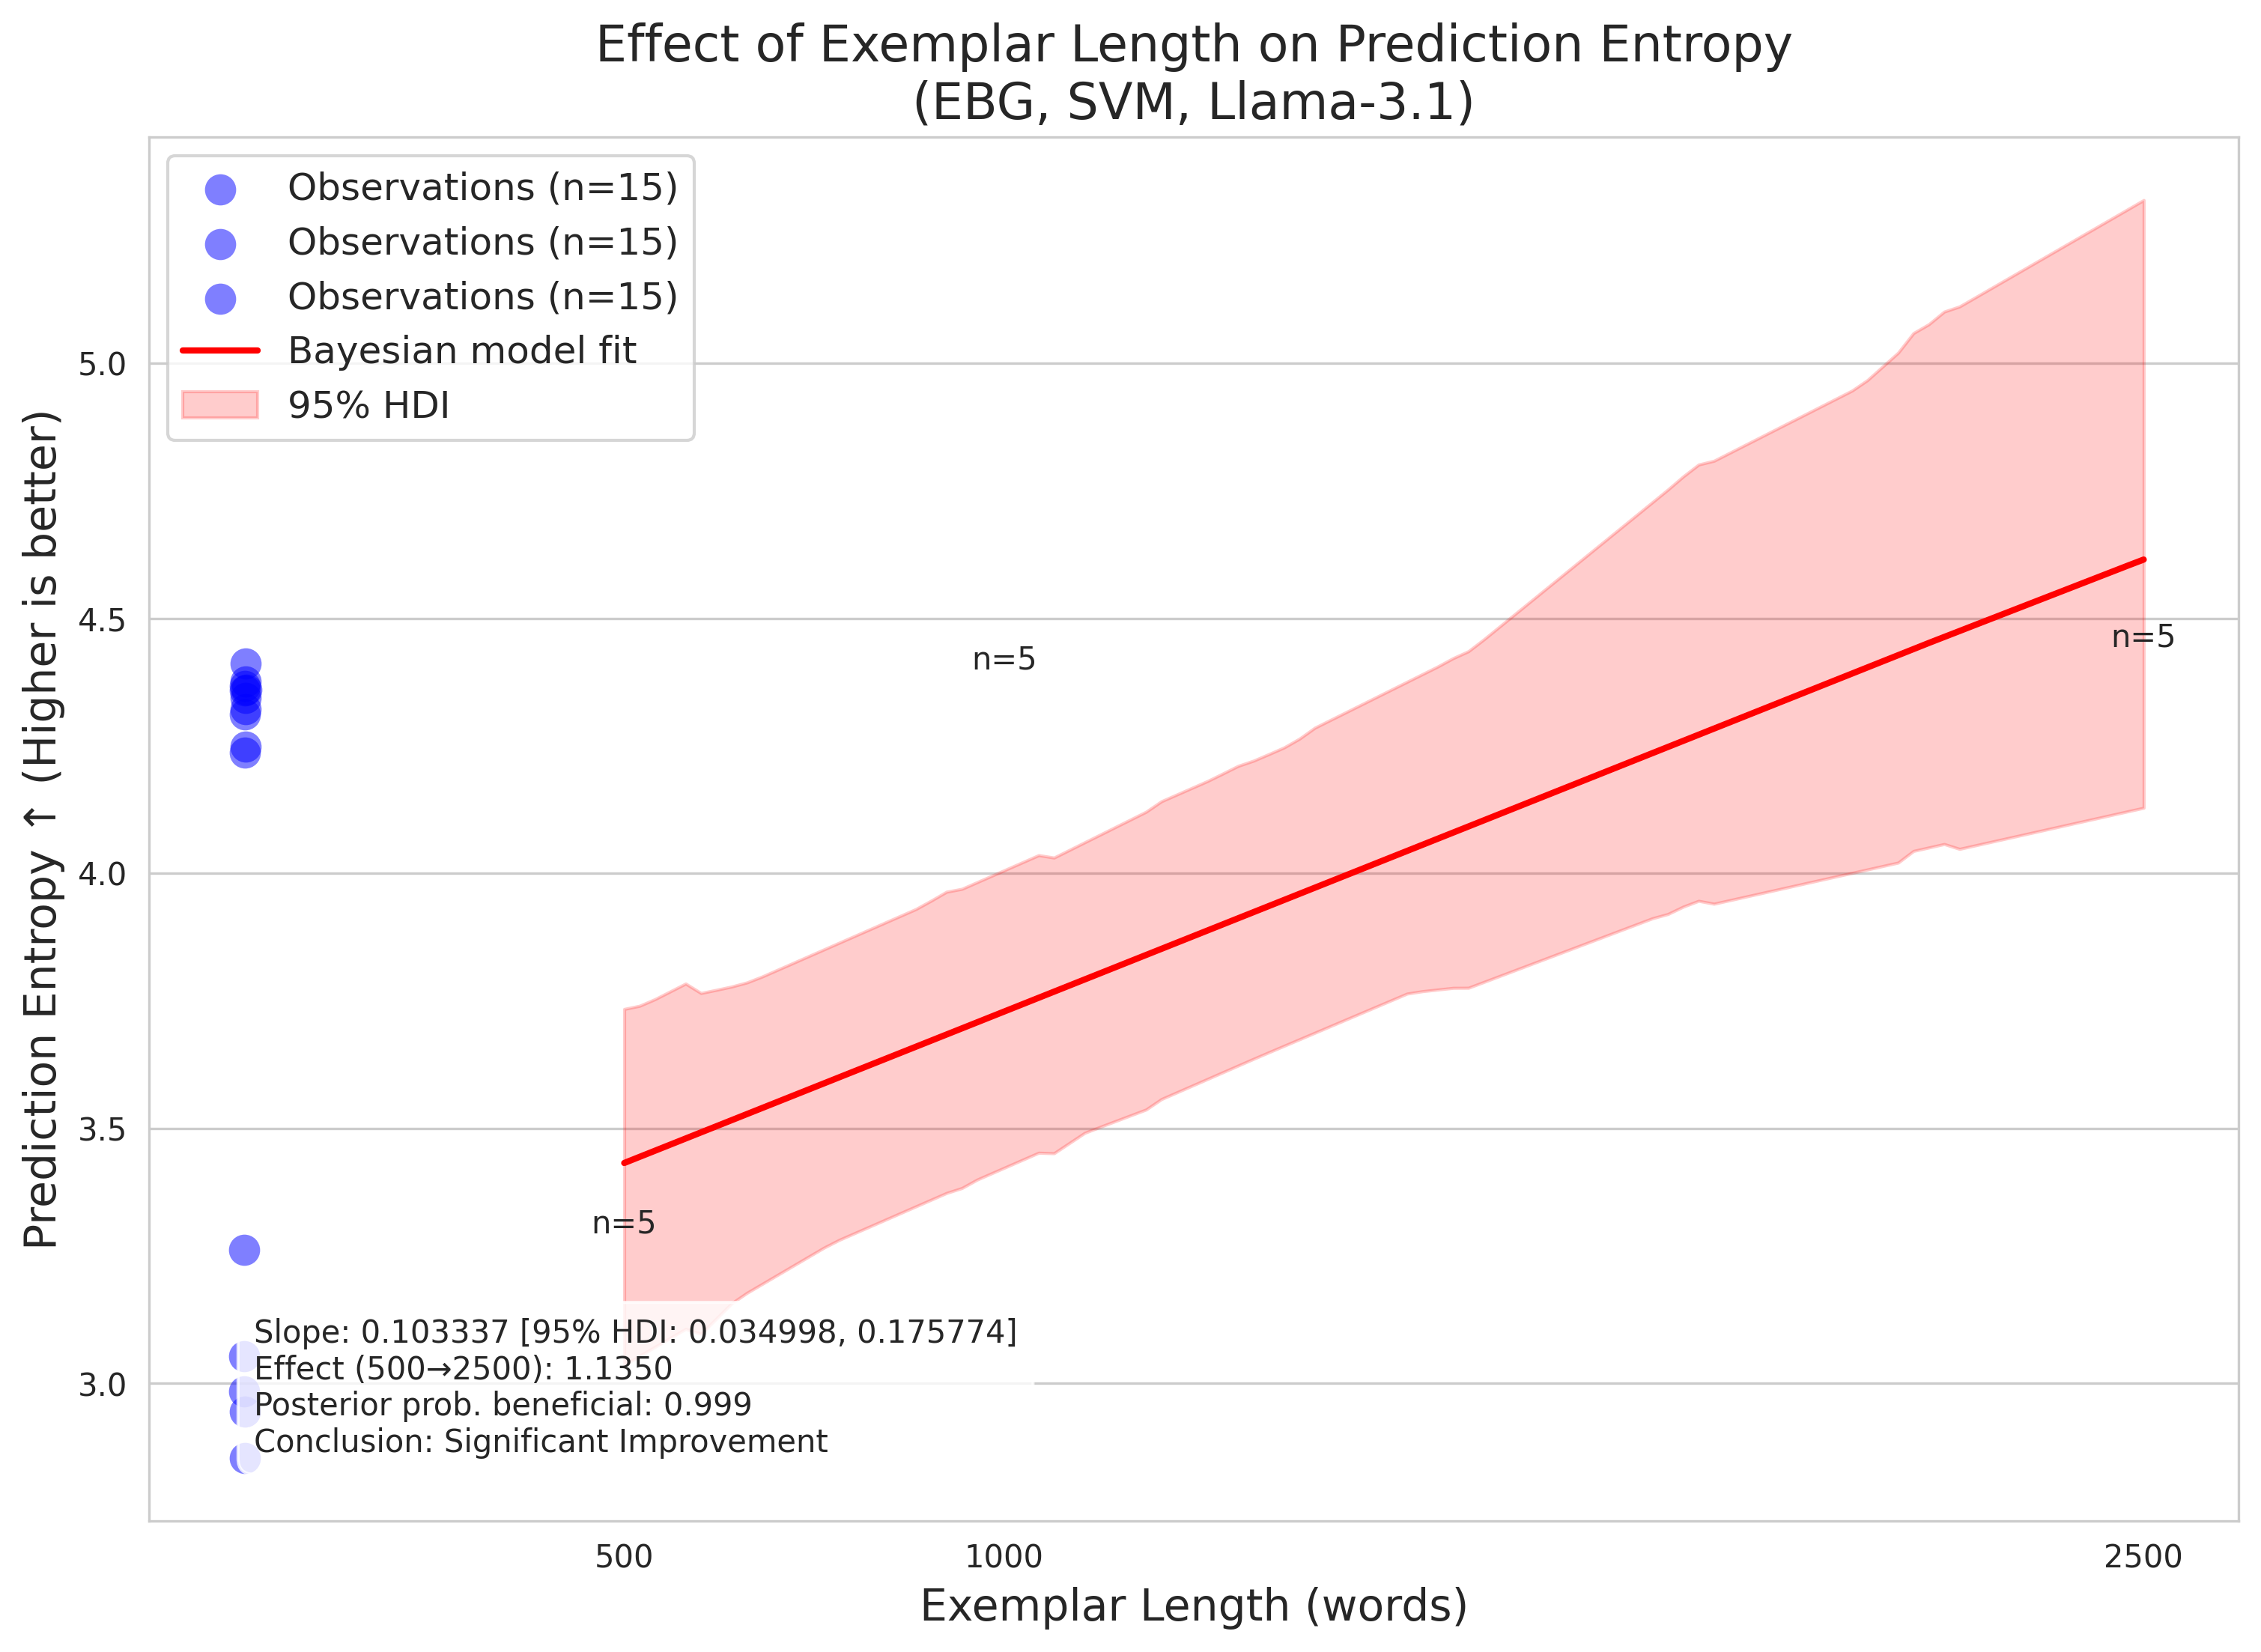 Effect of Exemplar Length on Prediction Entropy
(EBG, SVM, Llama-3.1)
Observations (n=15)
Observations (n=15)
Observations (n=15)
Bayesian model fit
95% HDI
Prediction Entropy ↑ (Higher is better)
5.0
4.5
4.0
3.5
3.0
n=5
n=5
n=5
Slope: 0.103337 [95% HDI: 0.034998, 0.175774]
Effect (500→2500): 1.1350
Posterior prob. beneficial: 0.999
Conclusion: Significant Improvement
500
1000
2500
Exemplar Length (words)